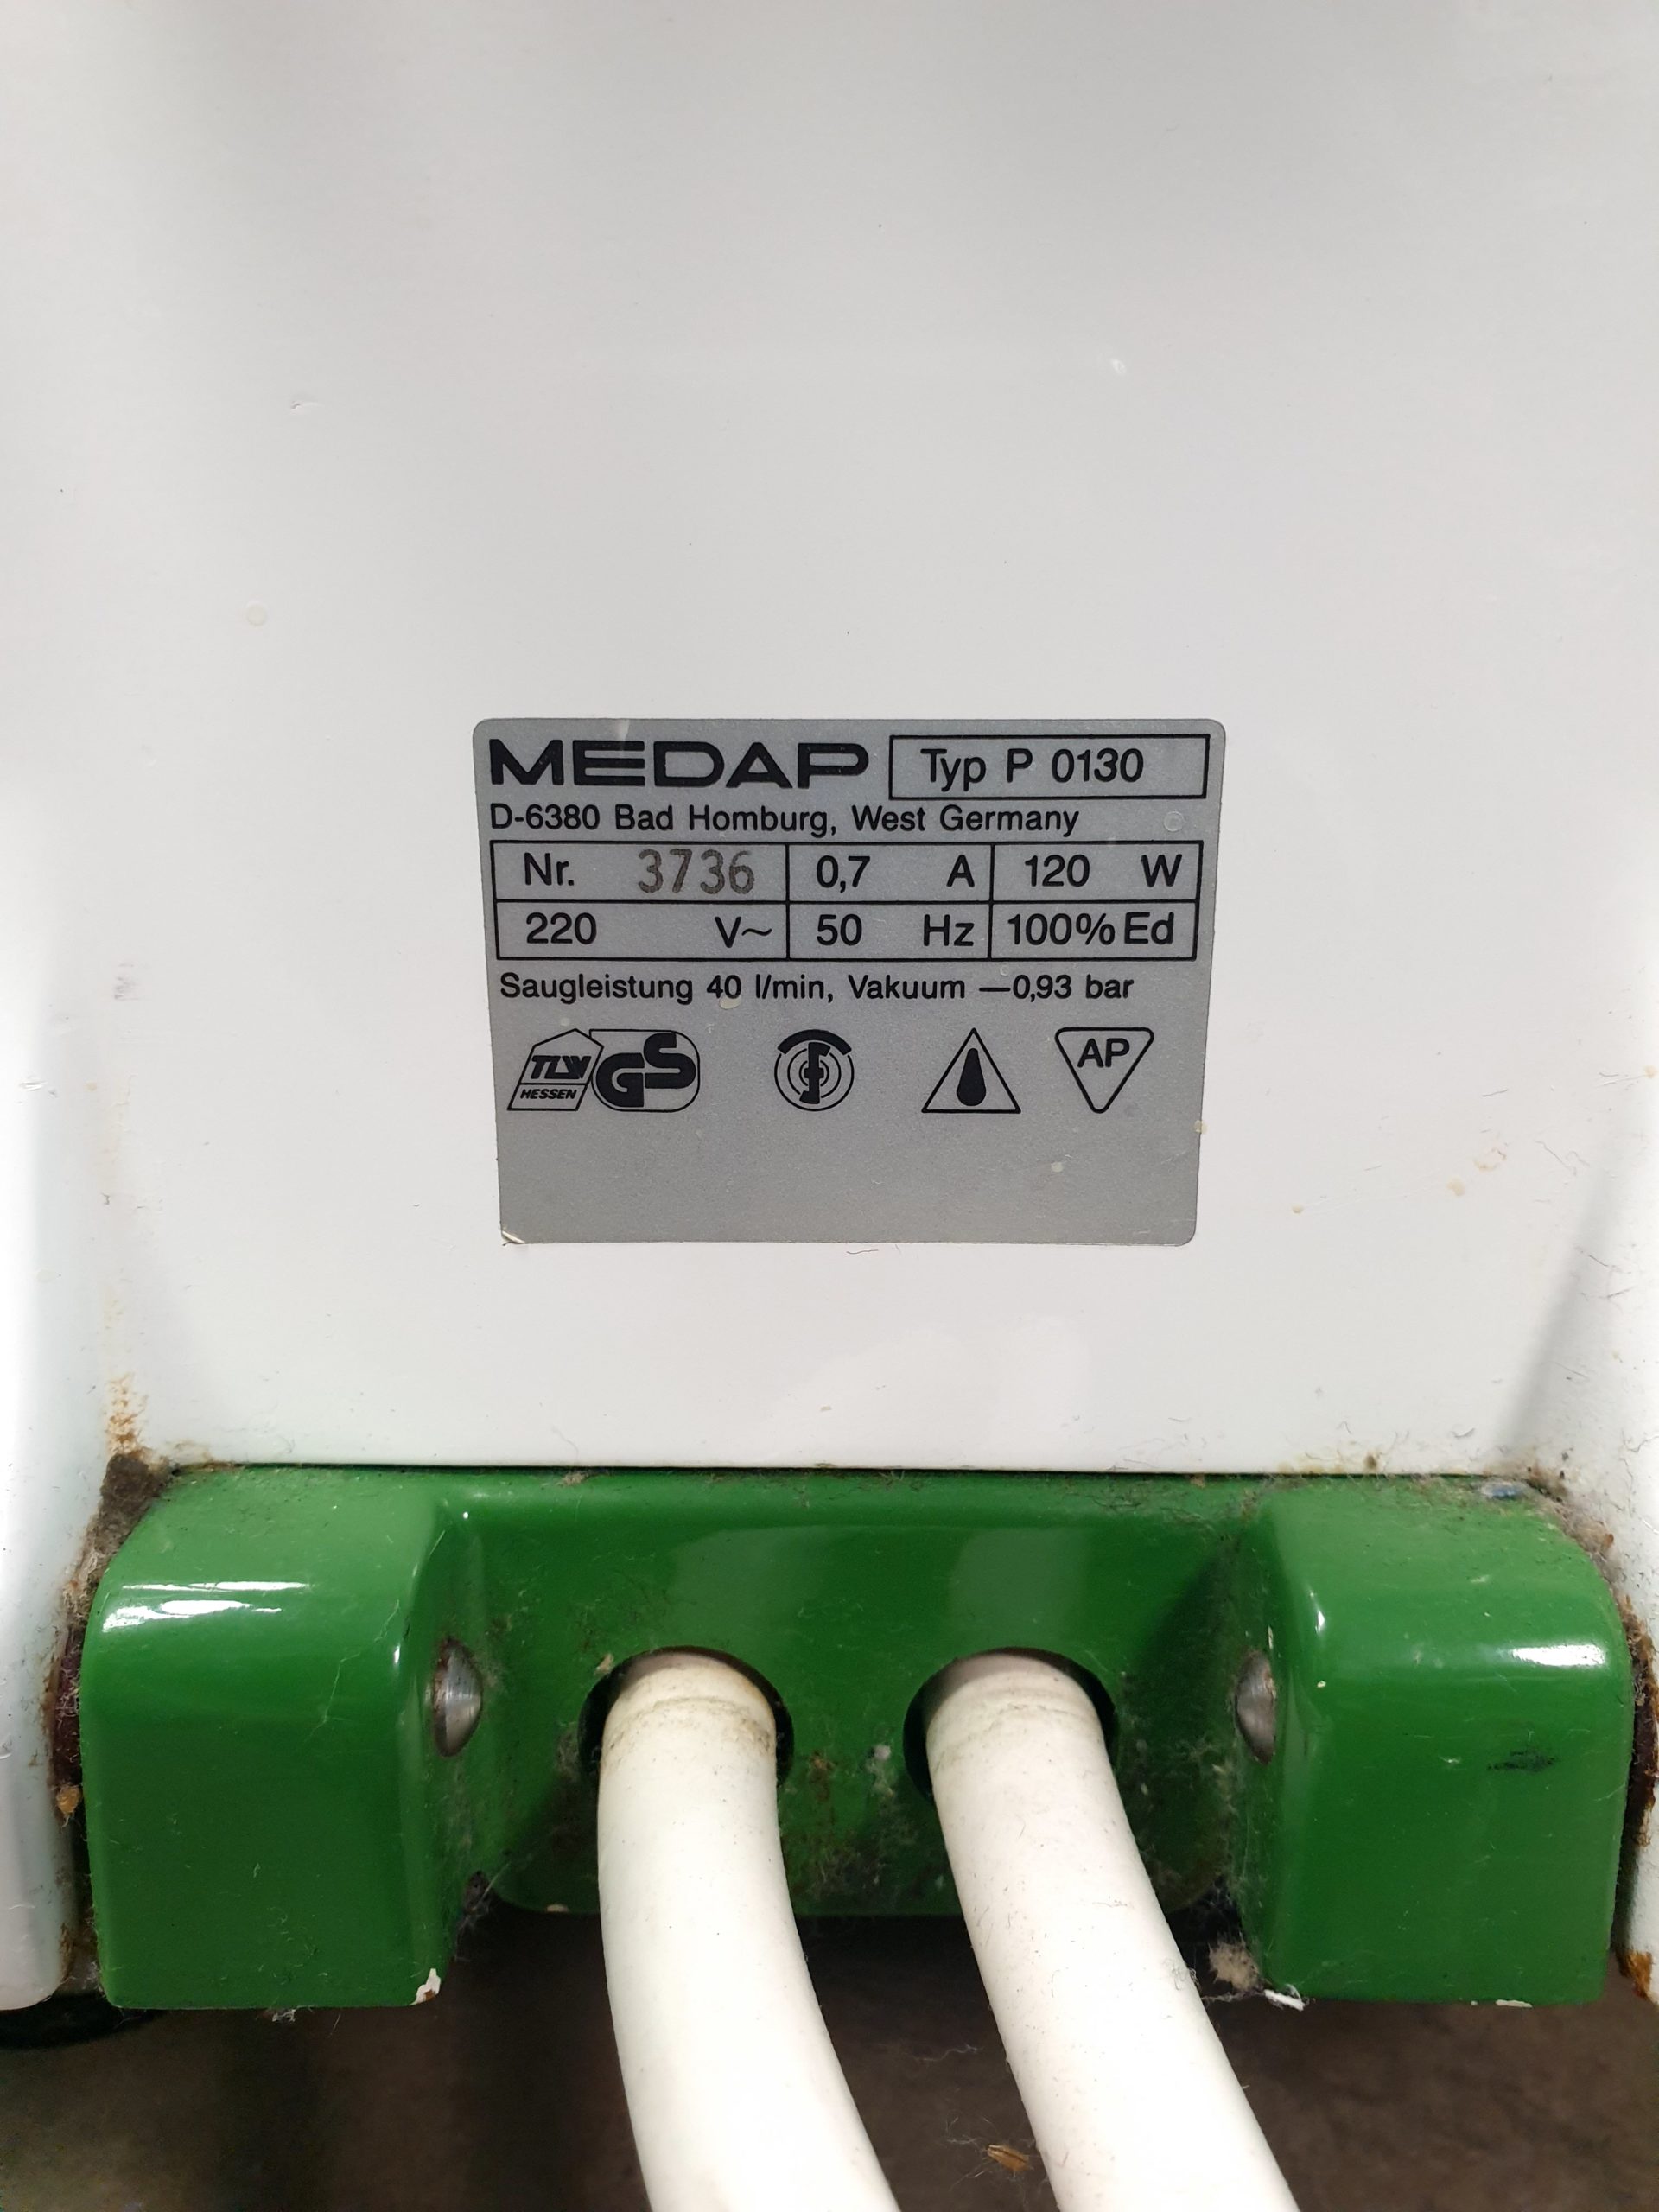 MEDAP Typ P 0130
D-6380 Bad Homburg, West Germany
Nr. 3736 0,7 A 120 W
220 V~ 50 Hz 100% Ed
Saugleistung 40 l/min, Vakuum —0,93 bar
HESSEN GS AP